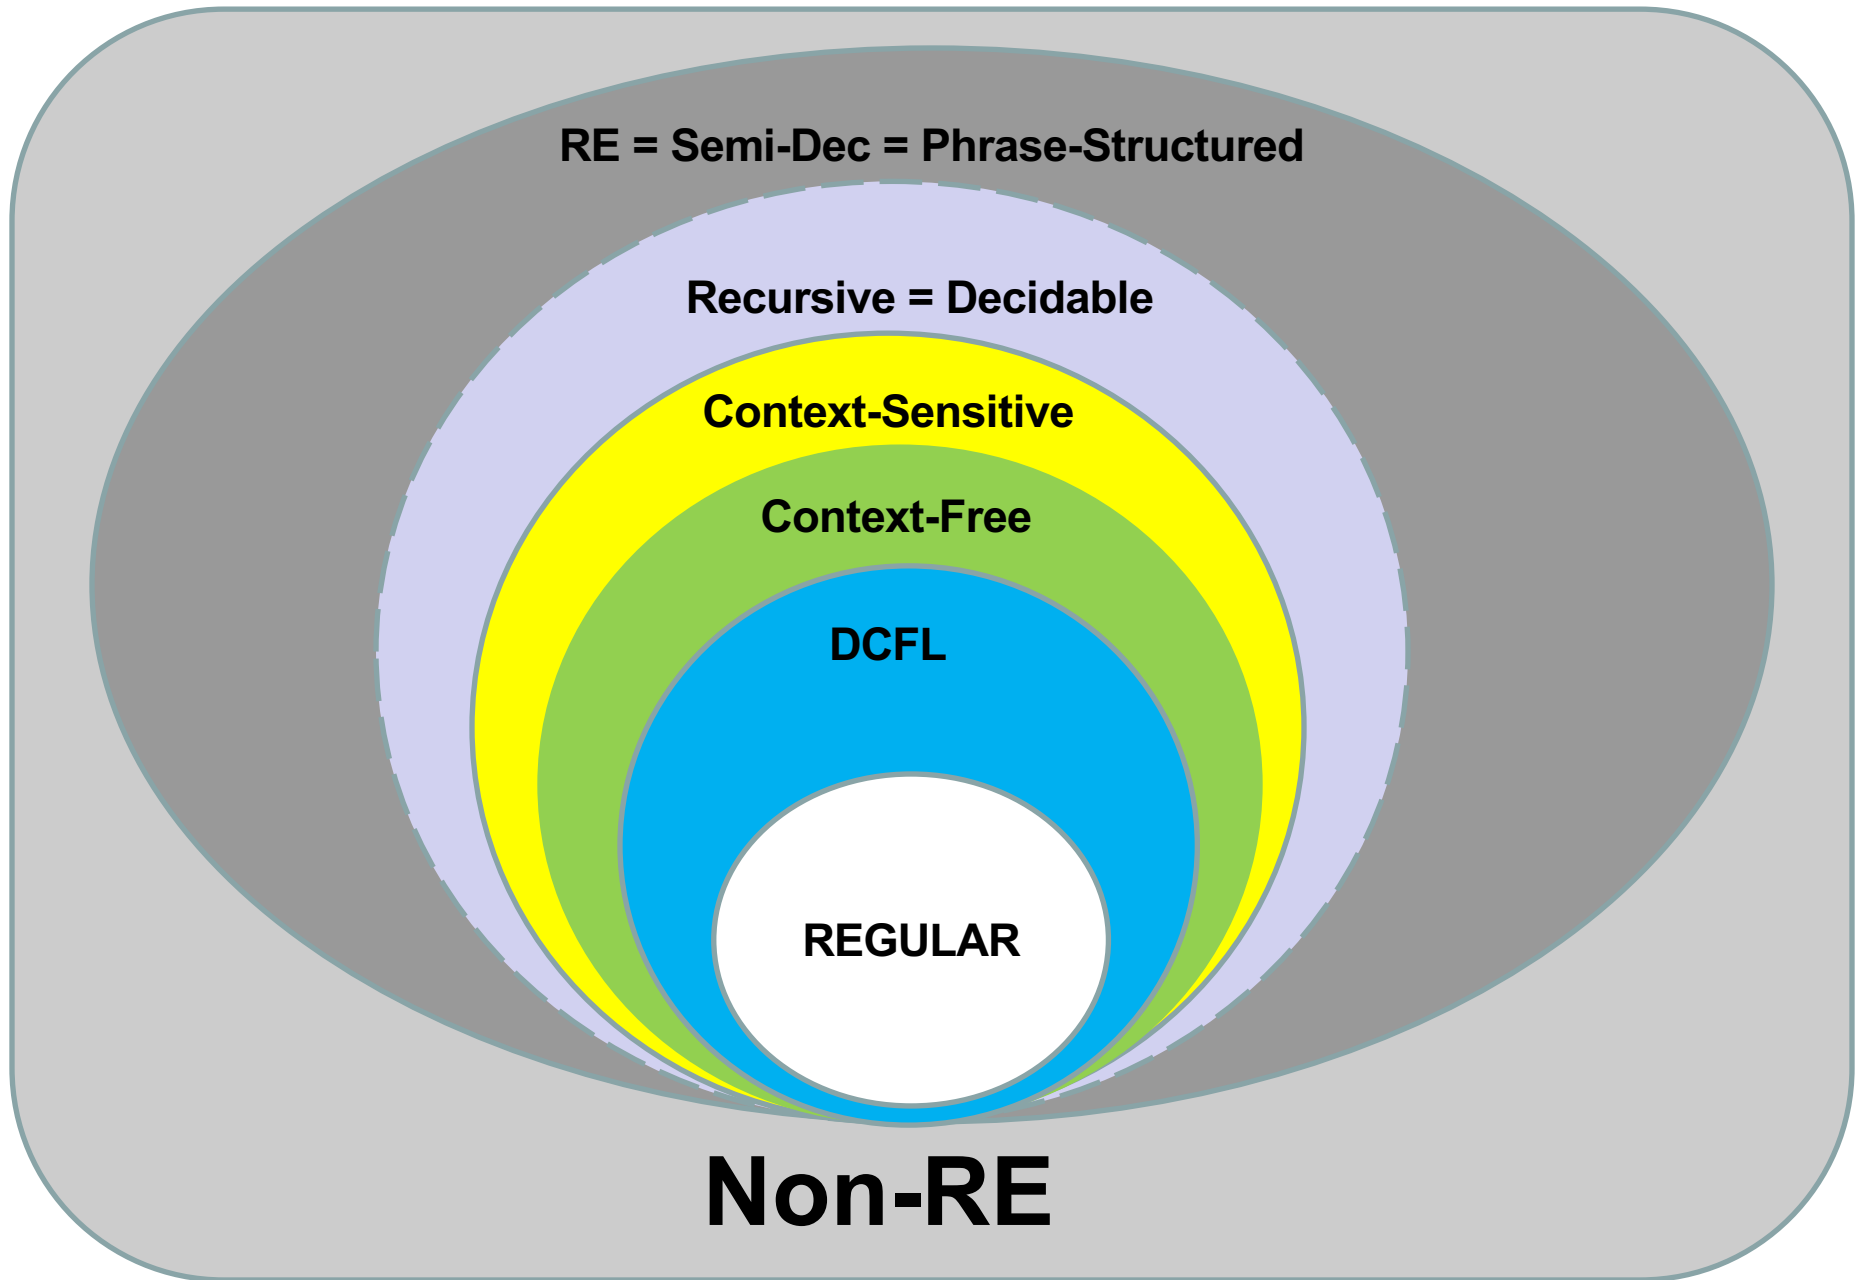 RE = Semi-Dec = Phrase-Structured
Recursive = Decidable
Context-Sensitive
Context-Free
DCFL
REGULAR
Non-RE